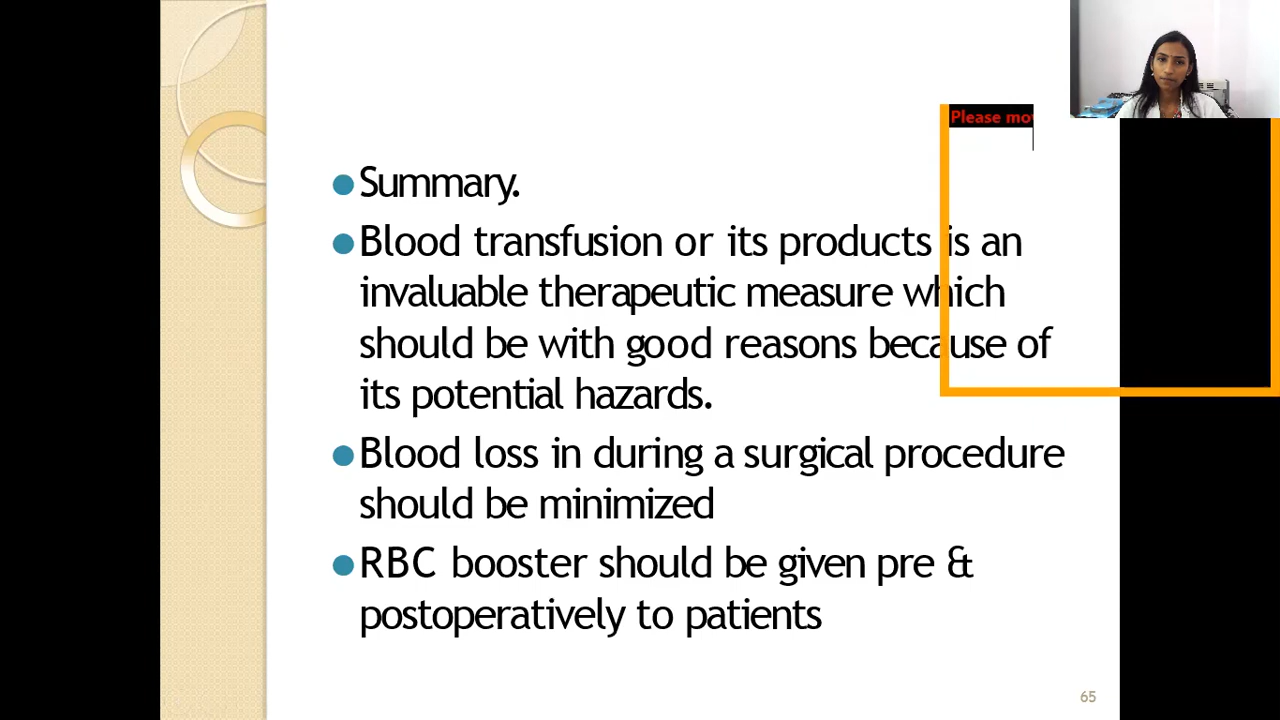 Please mo
Summary.
Blood transfusion or its products is an
invaluable therapeutic measure which
should be with good reasons because of
its potential hazards.
Blood loss in during a surgical procedure
should be minimized
RBC booster should be given pre &
postoperatively to patients
65